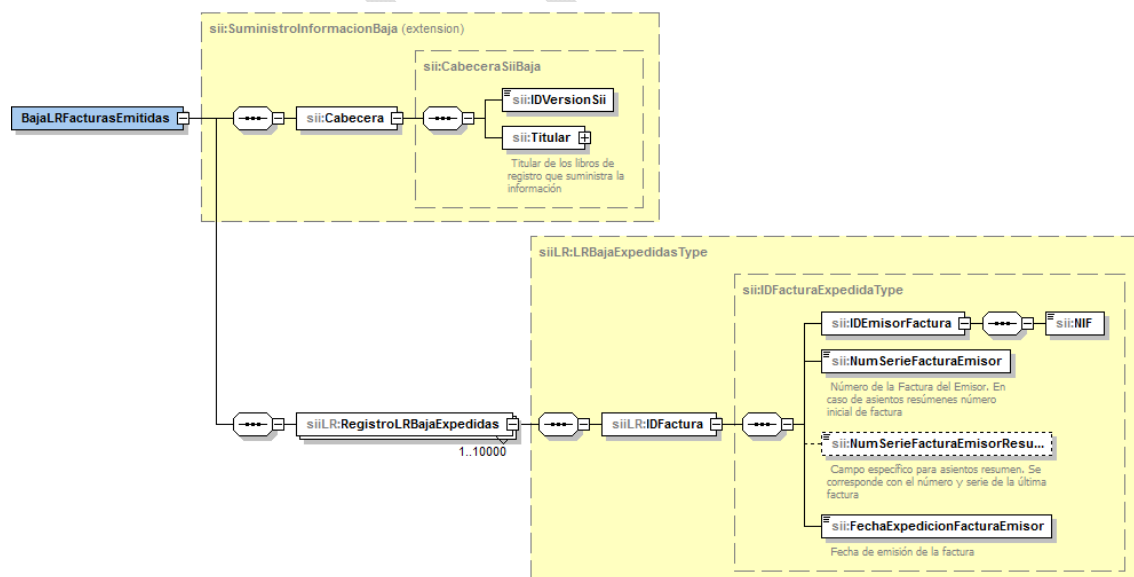 sii:SuministroInformacionBaja (extension)
sii:CabeceraSiiBaja
BajaLRFacturasEmitidas
sii:Cabecera
sii:IDVersionSii
sii:Titular
Titular de los libros de
registro que suministra la
información
siiLR:LRBajaExpedidasType
sii:IDFacturaExpedidaType
sii:IDEmisorFactura
sii:NIF
sii:NumSerieFacturaEmisor
Número de la Factura del Emisor. En
caso de asientos resúmenes número
inicial de factura
siiLR:RegistroLRBajaExpedidas
1..10000
siiLR:IDFactura
sii:NumSerieFacturaEmisorResu...
Campo específico para asientos resumen. Se
corresponde con el número y serie de la última
factura
sii:FechaExpedicionFacturaEmisor
Fecha de emisión de la factura